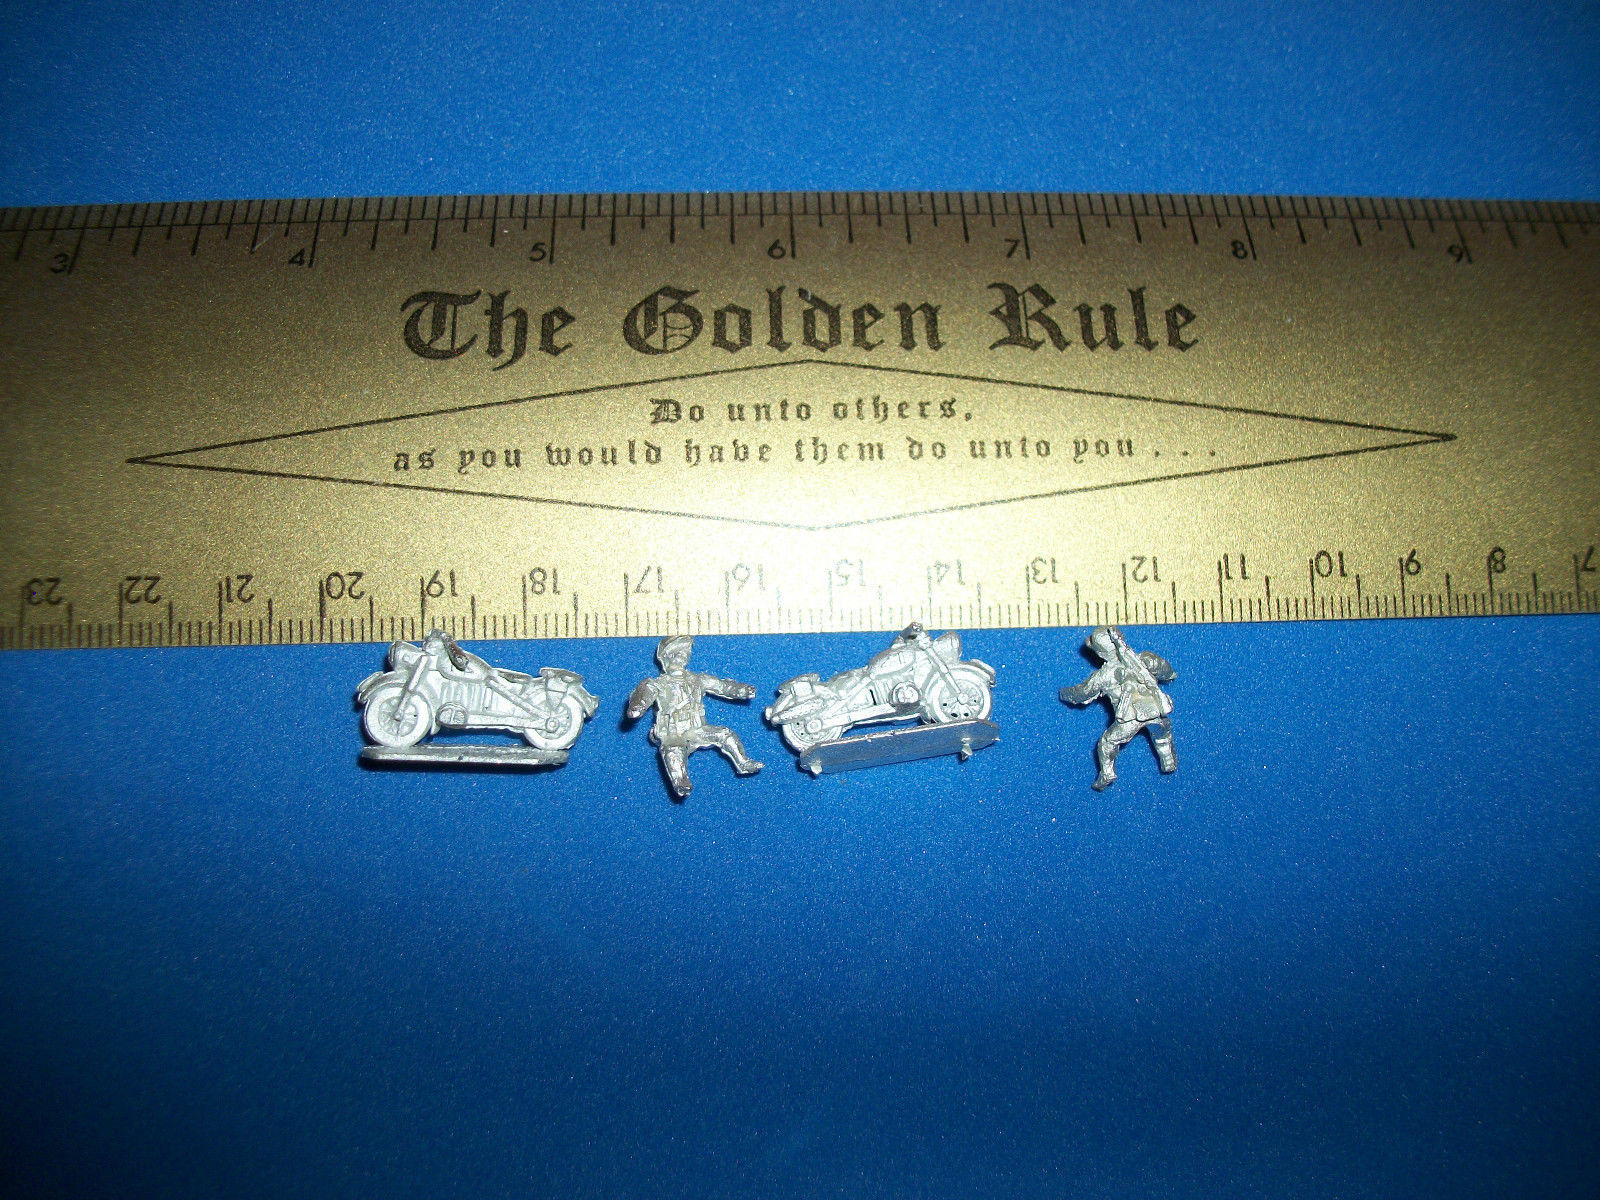 3 4 5 6 7 8 9
The Golden Rule
Do unto others,
as you would have them do unto you . . .
23 22 21 20 19 18 17 16 15 14 13 12 11 10 9 8 7